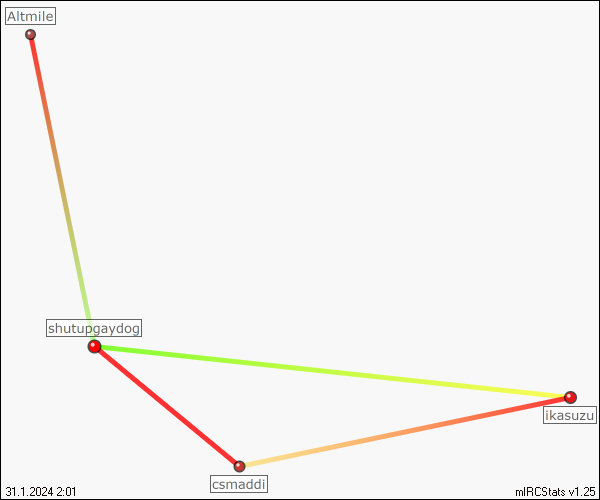 Altmile
shutupgaydog
ikasuzu
csmaddi
31.1.2024 2:01
mIRCStats v1.25